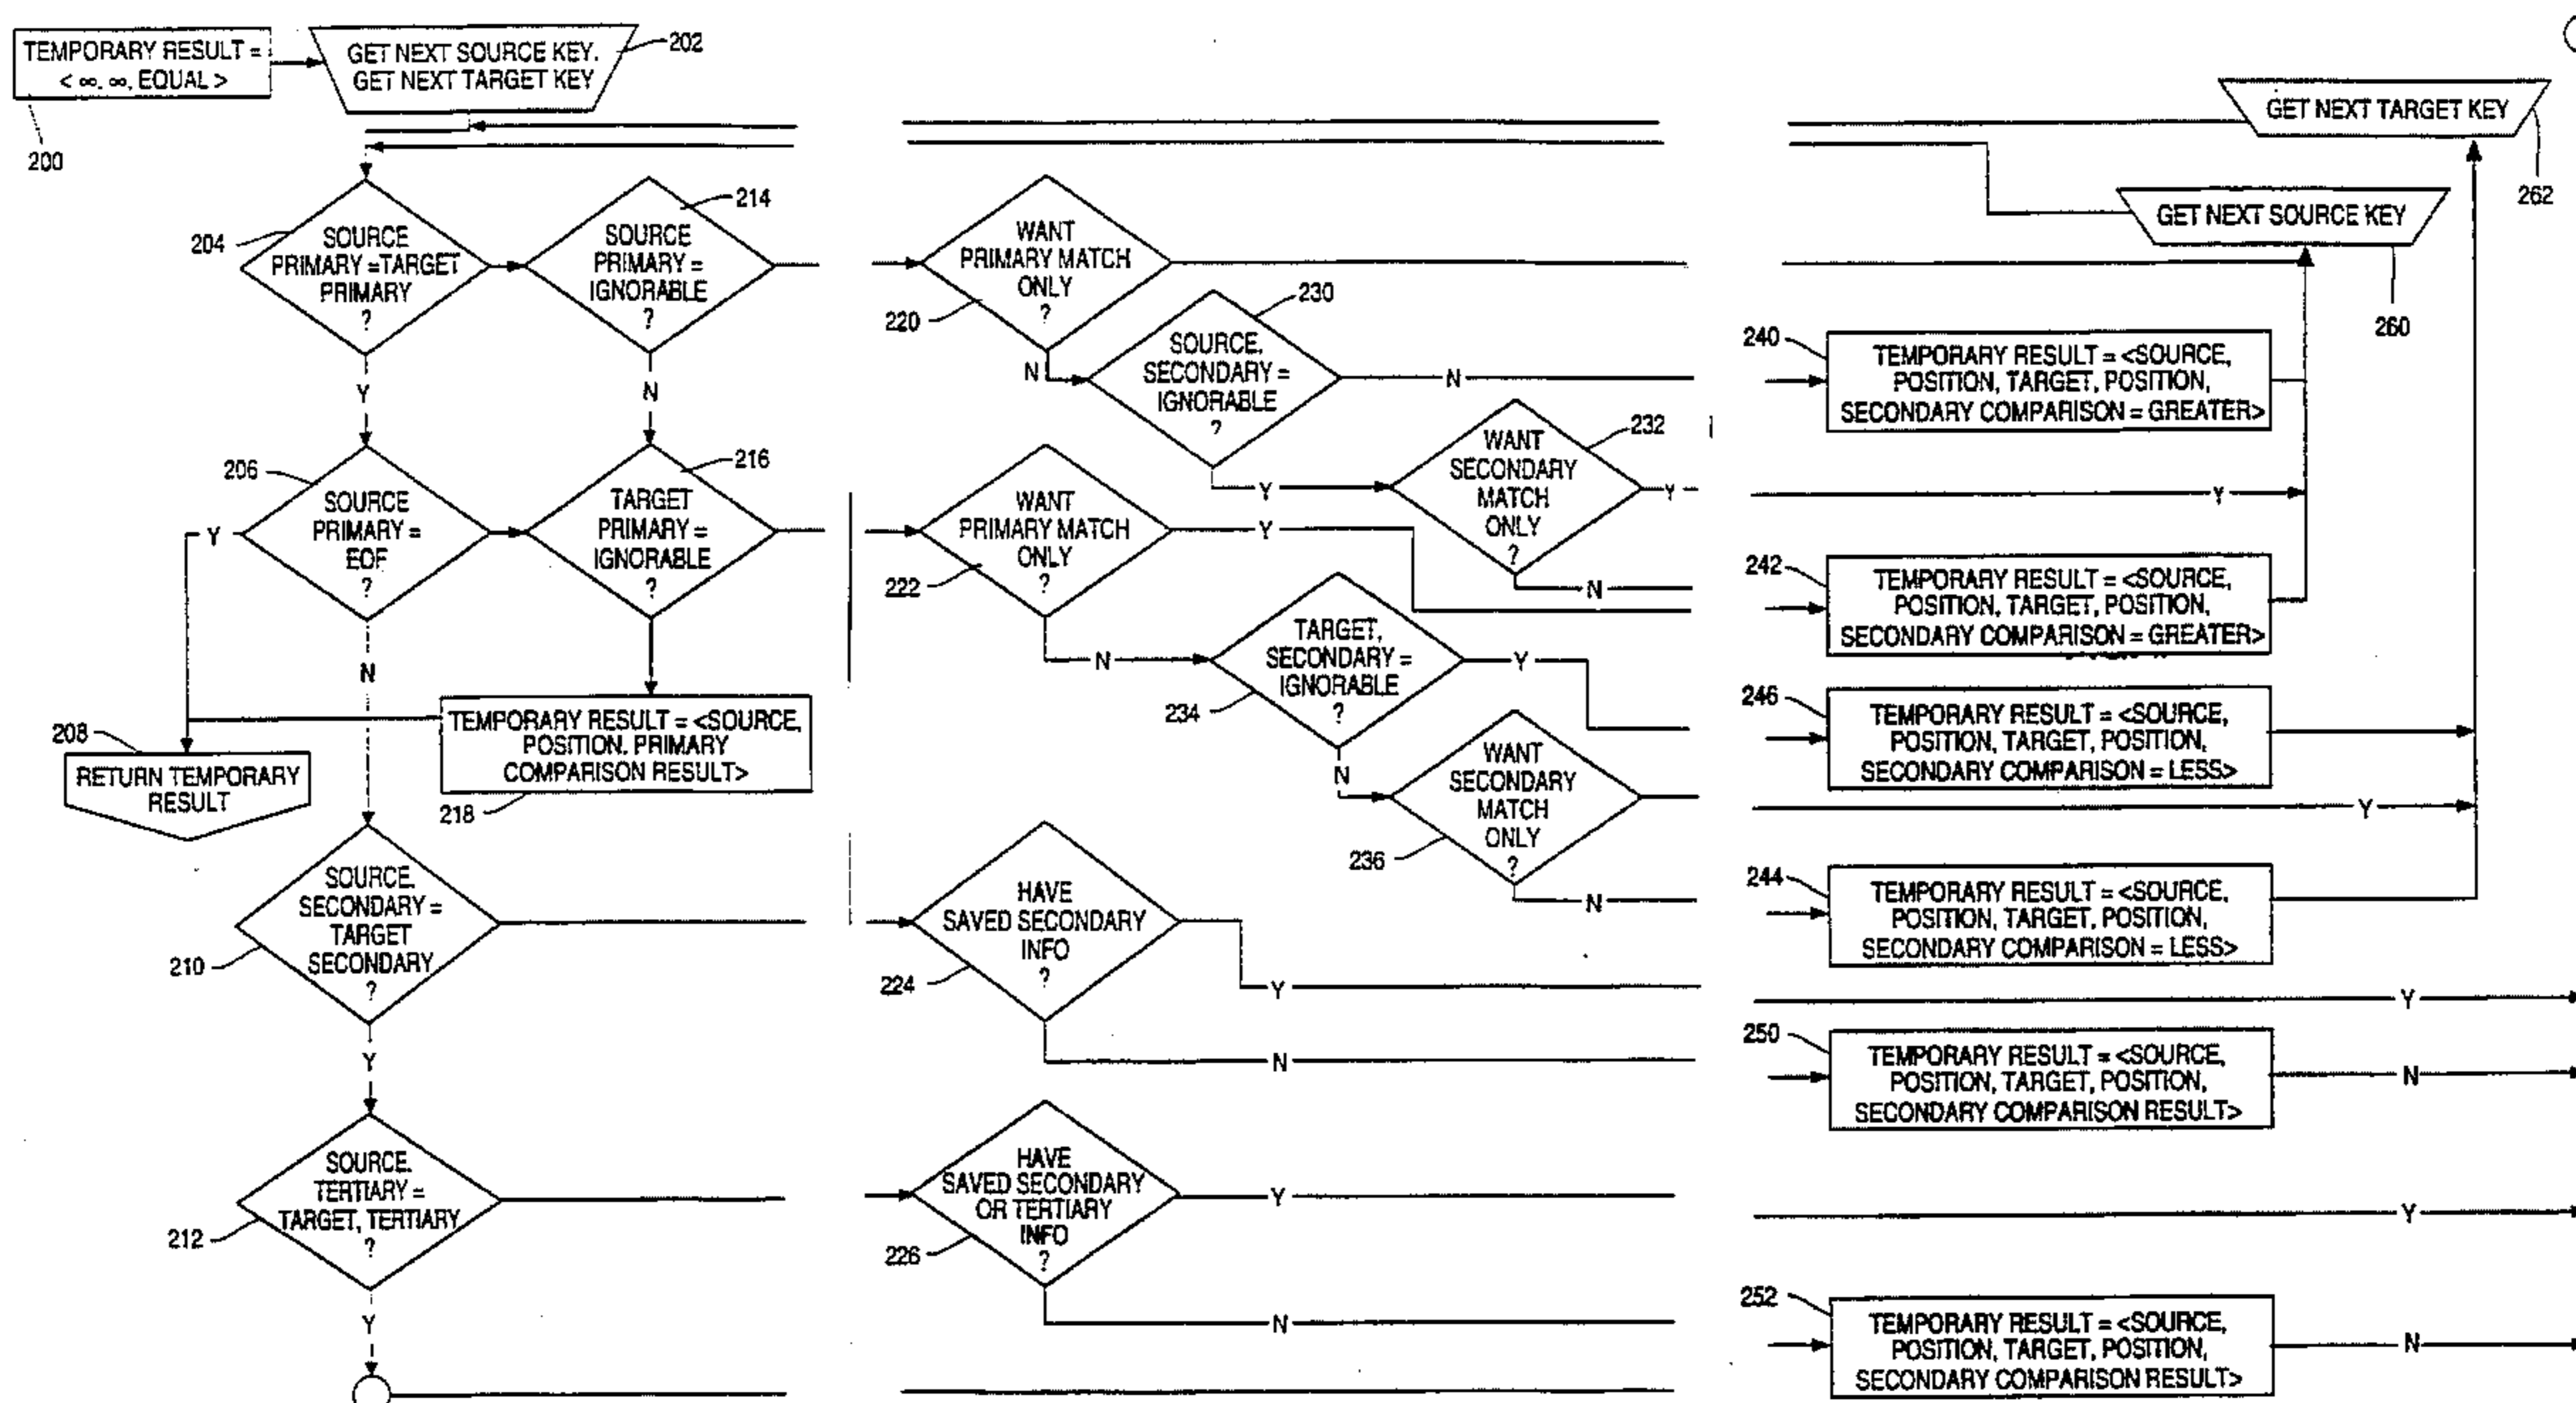 TEMPORARY RESULT =
< ∞, ∞, EQUAL >
200
GET NEXT SOURCE KEY.
GET NEXT TARGET KEY
202
GET NEXT TARGET KEY
262
GET NEXT SOURCE KEY
260
204
SOURCE
PRIMARY =TARGET
PRIMARY
?
Y
214
SOURCE
PRIMARY =
IGNORABLE
?
N
206
SOURCE
PRIMARY =
EOF
?
Y
N
216
TARGET
PRIMARY =
IGNORABLE
?
208
RETURN TEMPORARY
RESULT
TEMPORARY RESULT = <SOURCE,
POSITION, PRIMARY
COMPARISON RESULT>
218
SOURCE.
SECONDARY =
TARGET
SECONDARY
?
210
Y
SOURCE.
TERTIARY =
TARGET, TERTIARY
?
212
Y
WANT
PRIMARY MATCH
ONLY
?
220
N
230
SOURCE.
SECONDARY =
IGNORABLE
?
N
Y
232
WANT
SECONDARY
MATCH
ONLY
?
Y
N
WANT
PRIMARY MATCH
ONLY
?
222
Y
N
TARGET,
SECONDARY =
IGNORABLE
?
234
Y
N
WANT
SECONDARY
MATCH
ONLY
?
236
N
HAVE
SAVED SECONDARY
INFO
?
224
Y
N
HAVE
SAVED SECONDARY
OR TERTIARY
INFO
?
226
Y
N
240
TEMPORARY RESULT = <SOURCE,
POSITION, TARGET, POSITION,
SECONDARY COMPARISON = GREATER>
Y
242
TEMPORARY RESULT = <SOURCE,
POSITION, TARGET, POSITION,
SECONDARY COMPARISON = GREATER>
246
TEMPORARY RESULT = <SOURCE,
POSITION, TARGET, POSITION,
SECONDARY COMPARISON = LESS>
Y
244
TEMPORARY RESULT = <SOURCE,
POSITION, TARGET, POSITION,
SECONDARY COMPARISON = LESS>
Y
250
TEMPORARY RESULT = <SOURCE,
POSITION, TARGET, POSITION,
SECONDARY COMPARISON RESULT>
N
Y
252
TEMPORARY RESULT = <SOURCE,
POSITION, TARGET, POSITION,
SECONDARY COMPARISON RESULT>
N